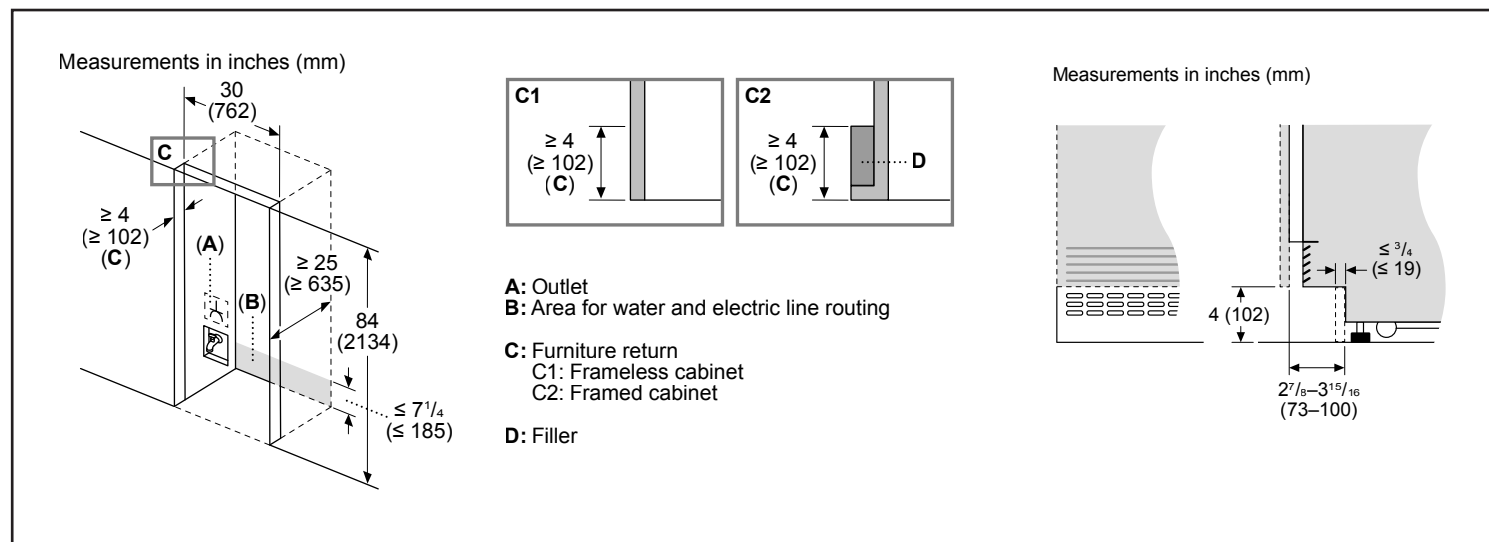 Measurements in inches (mm)
30
(762)
C
≥ 4
(≥ 102)
(C)
(A)
(B)
≥ 25
(≥ 635)
84
(2134)
≤ 7¹/₄
(≤ 185)
C1
≥ 4
(≥ 102)
(C)
C2
≥ 4
(≥ 102)
(C)
D
A: Outlet
B: Area for water and electric line routing
C: Furniture return
C1: Frameless cabinet
C2: Framed cabinet
D: Filler
Measurements in inches (mm)
≤ ³/₄
(≤ 19)
4 (102)
2⁷/₈–3¹⁵/₁₆
(73–100)